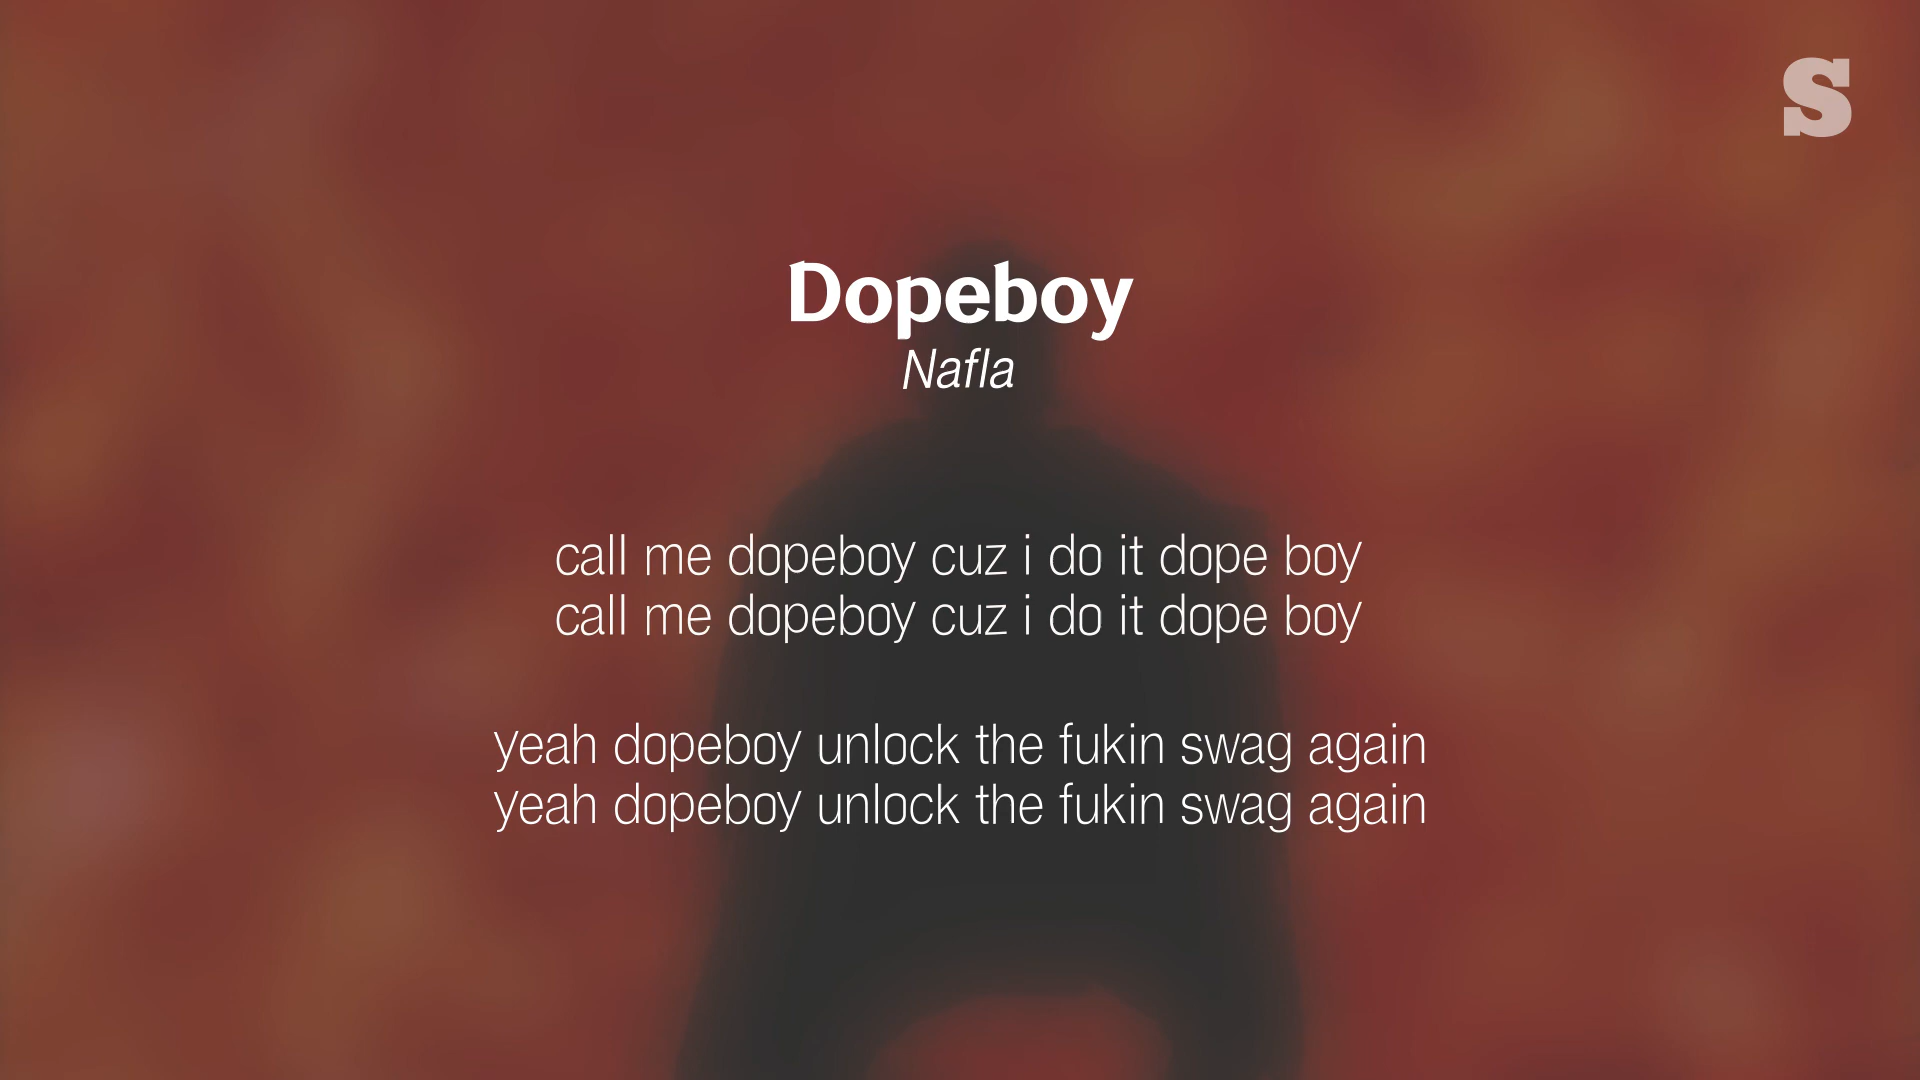 S
Dopeboy
Nafla
call me dopeboy cuz i do it dope boy
call me dopeboy cuz i do it dope boy
yeah dopeboy unlock the fukin swag again
yeah dopeboy unlock the fukin swag again